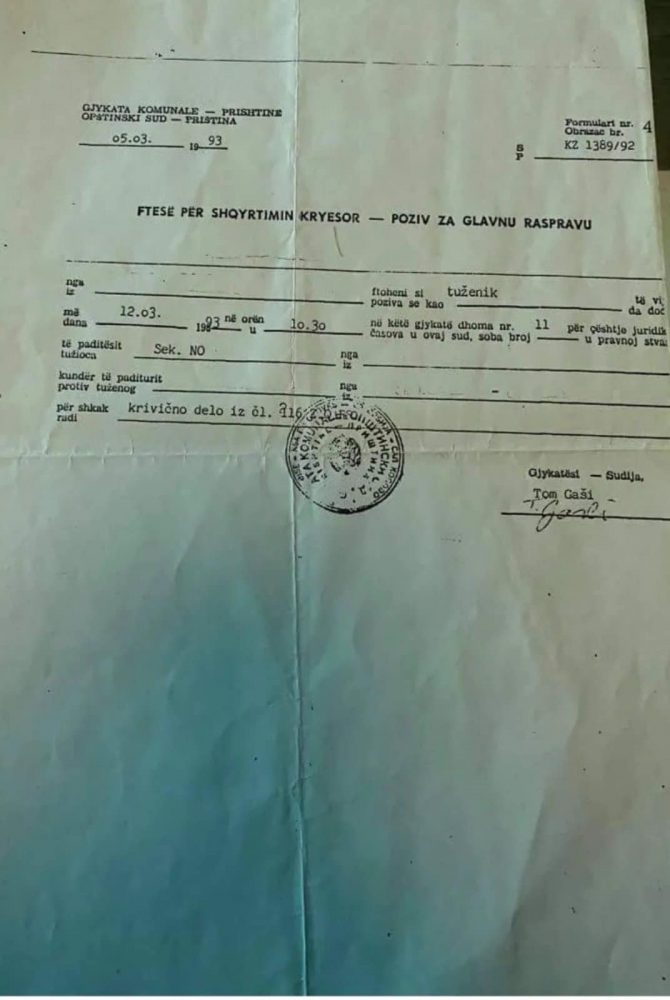 GJYKATA KOMUNALE — PRISHTINË
OPŠTINSKI SUD — PRIŠTINA
05.03. 19 93
Formulari nr. 4
Obrazac br.
S
P KZ 1389/92
FTESË PËR SHQYRTIMIN KRYESOR — POZIV ZA GLAVNU RASPRAVU
nga ftoheni si tuženik të vi
iz poziva se kao da doc
më 12.03. 1993 në orën 10.30 në këtë gjykatë dhoma nr. 11 për çështje juridik
dana u časova u ovaj sud, soba broj u pravnoj stva
të paditësit Sek. NO nga
tužioca iz
kundër të paditurit nga
protiv tuženog iz
për shkak krivično delo iz čl.
radi
Gjykatësi — Sudija,
Tom Gaši